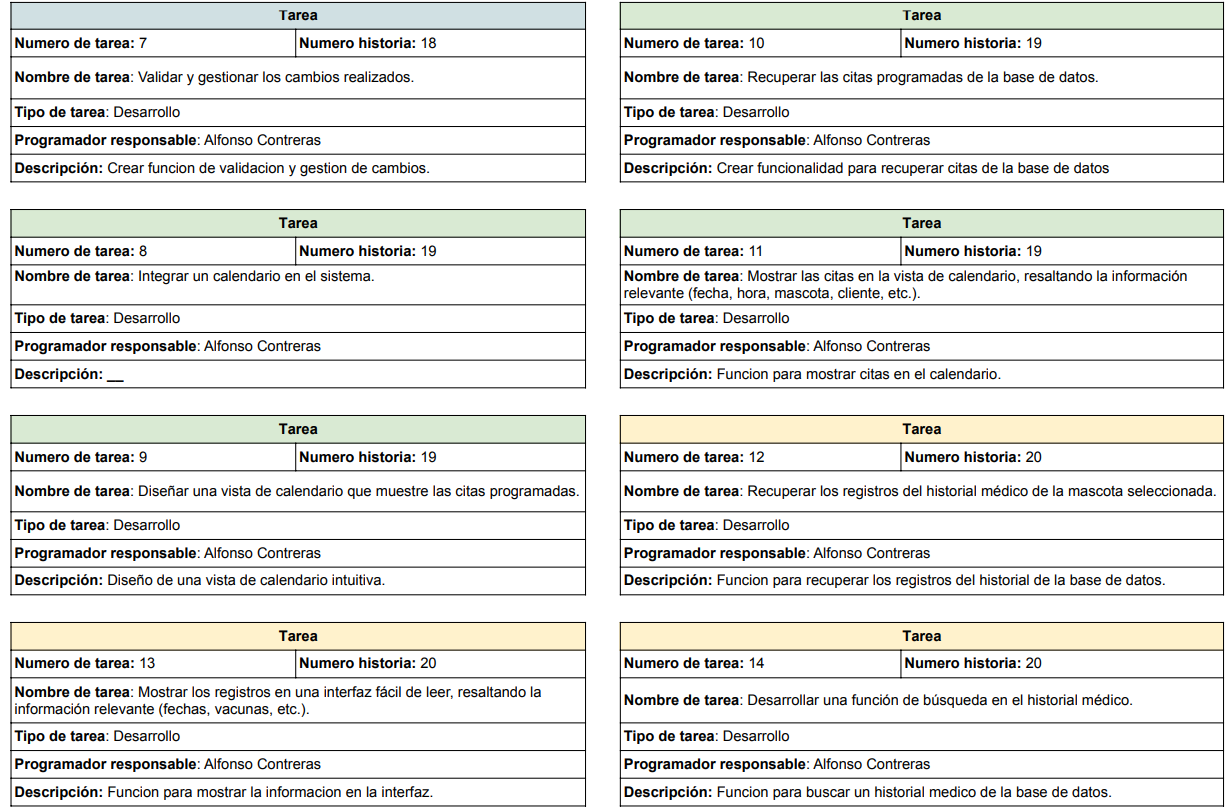 Tarea
Numero de tarea: 7 Numero historia: 18
Nombre de tarea: Validar y gestionar los cambios realizados.
Tipo de tarea: Desarrollo
Programador responsable: Alfonso Contreras
Descripción: Crear funcion de validacion y gestion de cambios.
Tarea
Numero de tarea: 8 Numero historia: 19
Nombre de tarea: Integrar un calendario en el sistema.
Tipo de tarea: Desarrollo
Programador responsable: Alfonso Contreras
Descripción: __
Tarea
Numero de tarea: 9 Numero historia: 19
Nombre de tarea: Diseñar una vista de calendario que muestre las citas programadas.
Tipo de tarea: Desarrollo
Programador responsable: Alfonso Contreras
Descripción: Diseño de una vista de calendario intuitiva.
Tarea
Numero de tarea: 10 Numero historia: 19
Nombre de tarea: Recuperar las citas programadas de la base de datos.
Tipo de tarea: Desarrollo
Programador responsable: Alfonso Contreras
Descripción: Crear funcionalidad para recuperar citas de la base de datos
Tarea
Numero de tarea: 11 Numero historia: 19
Nombre de tarea: Mostrar las citas en la vista de calendario, resaltando la información
relevante (fecha, hora, mascota, cliente, etc.).
Tipo de tarea: Desarrollo
Programador responsable: Alfonso Contreras
Descripción: Funcion para mostrar citas en el calendario.
Tarea
Numero de tarea: 12 Numero historia: 20
Nombre de tarea: Recuperar los registros del historial médico de la mascota seleccionada.
Tipo de tarea: Desarrollo
Programador responsable: Alfonso Contreras
Descripción: Funcion para recuperar los registros del historial de la base de datos.
Tarea
Numero de tarea: 13 Numero historia: 20
Nombre de tarea: Mostrar los registros en una interfaz fácil de leer, resaltando la
información relevante (fechas, vacunas, etc.).
Tipo de tarea: Desarrollo
Programador responsable: Alfonso Contreras
Descripción: Funcion para mostrar la informacion en la interfaz.
Tarea
Numero de tarea: 14 Numero historia: 20
Nombre de tarea: Desarrollar una función de búsqueda en el historial médico.
Tipo de tarea: Desarrollo
Programador responsable: Alfonso Contreras
Descripción: Funcion para buscar un historial medico de la base de datos.